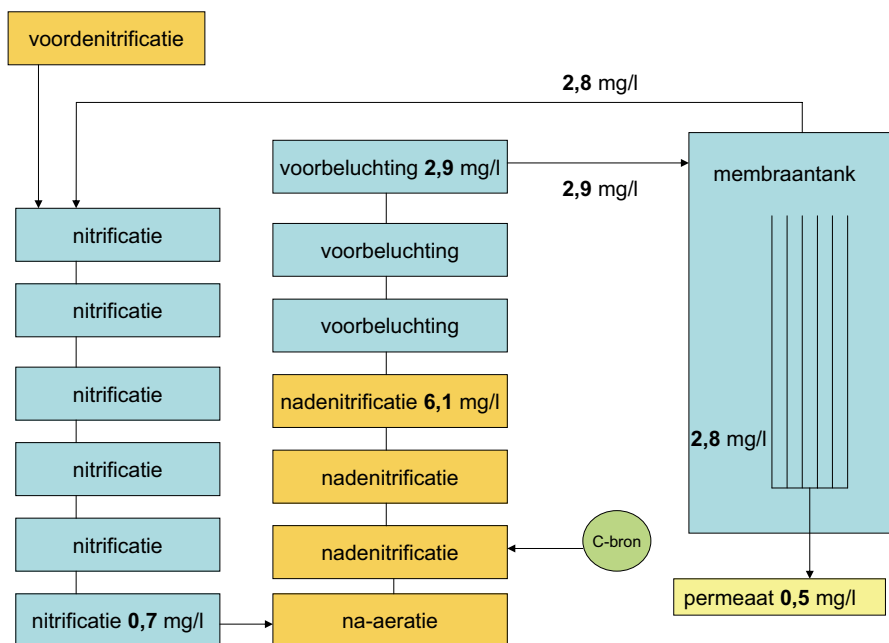 voordenitrificatie
2,8 mg/l
voorbeluchting 2,9 mg/l
2,9 mg/l
membraantank
nitrificatie
voorbeluchting
nitrificatie
voorbeluchting
nitrificatie
nadenitrificatie 6,1 mg/l
2,8 mg/l
nitrificatie
nadenitrificatie
nitrificatie
nadenitrificatie
C-bron
nitrificatie 0,7 mg/l
na-aeratie
permeaat 0,5 mg/l